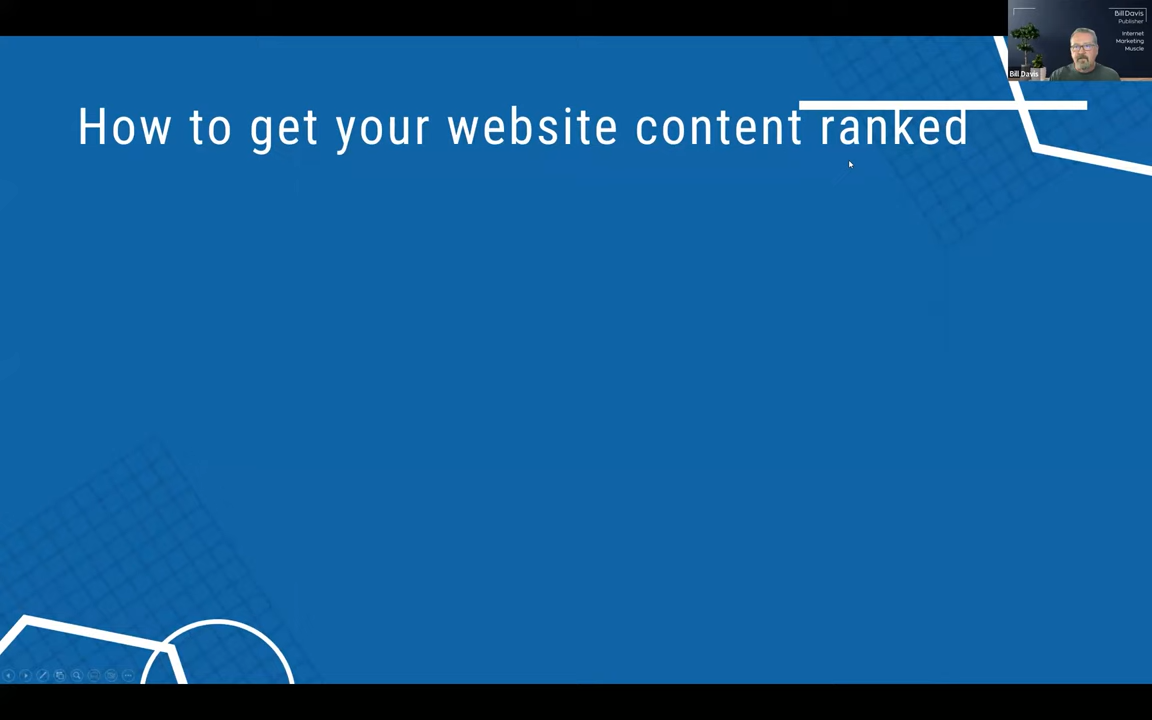 Bill Davis
Publisher
Internet
Marketing
Muscle
Bill Davis
How to get your website content ranked